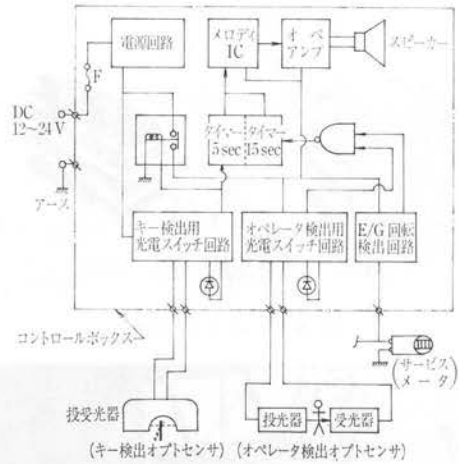 電源回路
メロディ
IC
オペ
アンプ
スピーカー
F
DC
12〜24V
タイマー
5sec
タイマー
15sec
アース
キー検出用
光電スイッチ回路
オペレータ検出用
光電スイッチ回路
E/G回転
検出回路
コントロールボックス
(サービス
メータ)
投受光器
投光器
受光器
(キー検出オプトセンサ)
(オペレータ検出オプトセンサ)